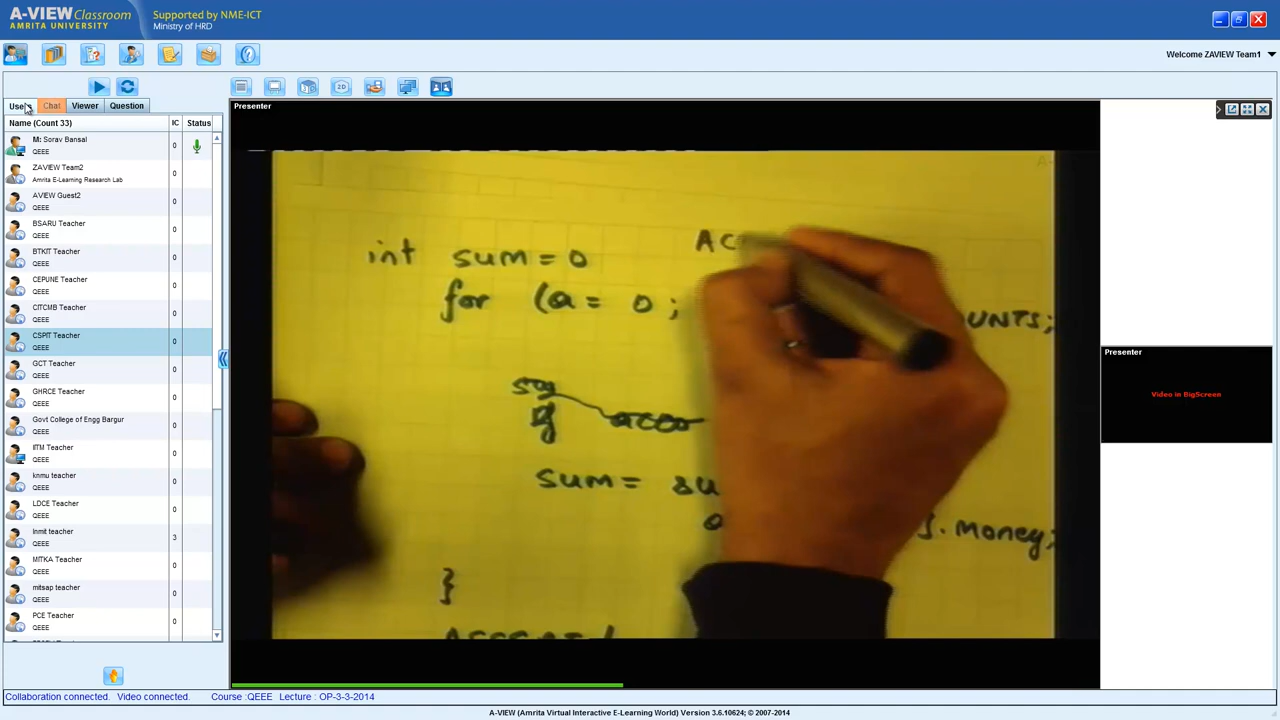 A-VIEW Classroom
AMRITA UNIVERSITY
Supported by NME-ICT
Ministry of HRD
Welcome ZAVIEW Team1
Chat Viewer Question
Name (Count 33) IC Status
M: Sorav Bansal
QEEE 0
ZAVIEW Team2
Amrita E-Learning Research Lab 0
AVIEW Guest2
QEEE 0
BSARU Teacher
QEEE 0
BTKIT Teacher
QEEE 0
CEPUNE Teacher
QEEE 0
CITCMB Teacher
QEEE 0
CSPIT Teacher
QEEE 0
GCT Teacher
QEEE 0
GHRCE Teacher
QEEE 0
Govt College of Engg Bargur
QEEE 0
IITM Teacher
QEEE 0
knmu teacher
QEEE 0
LDCE Teacher
QEEE 0
lnmit teacher
QEEE 3
MITKA Teacher
QEEE 0
mitsap teacher
QEEE 0
PCE Teacher
QEEE 0
Presenter
int sum = 0
for (a = 0 ;
sum =
. money;
}
Presenter
Video in BigScreen
Collaboration connected. Video connected. Course :QEEE Lecture : OP-3-3-2014
A-VIEW (Amrita Virtual Interactive E-Learning World) Version 3.6.10624; © 2007-2014